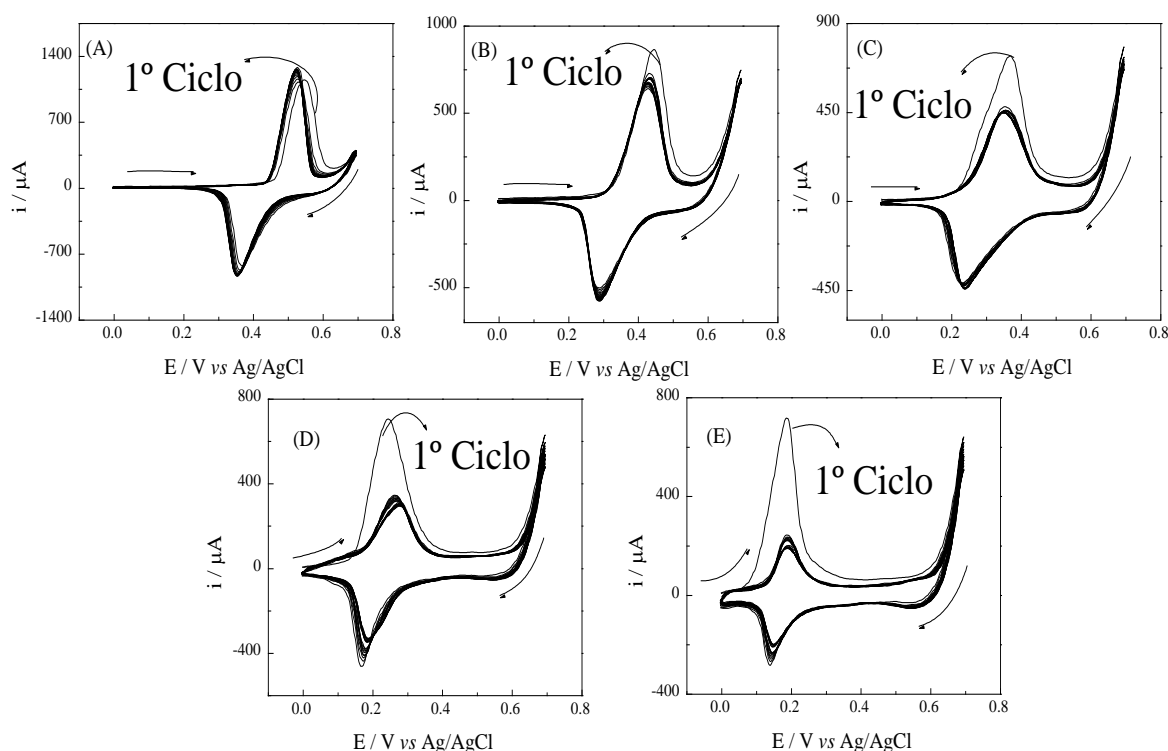 (A)
1º Ciclo
i / µA
1400
700
0
-700
-1400
0.0 0.2 0.4 0.6 0.8
E / V vs Ag/AgCl
(B)
1º Ciclo
i / µA
1000
500
0
-500
0.0 0.2 0.4 0.6 0.8
E / V vs Ag/AgCl
(C)
1º Ciclo
i / µA
900
450
0
-450
0.0 0.2 0.4 0.6 0.8
E / V vs Ag/AgCl
(D)
1º Ciclo
i / µA
800
400
0
-400
0.0 0.2 0.4 0.6 0.8
E / V vs Ag/AgCl
(E)
1º Ciclo
i / µA
800
400
0
-400
0.0 0.2 0.4 0.6 0.8
E / V vs Ag/AgCl